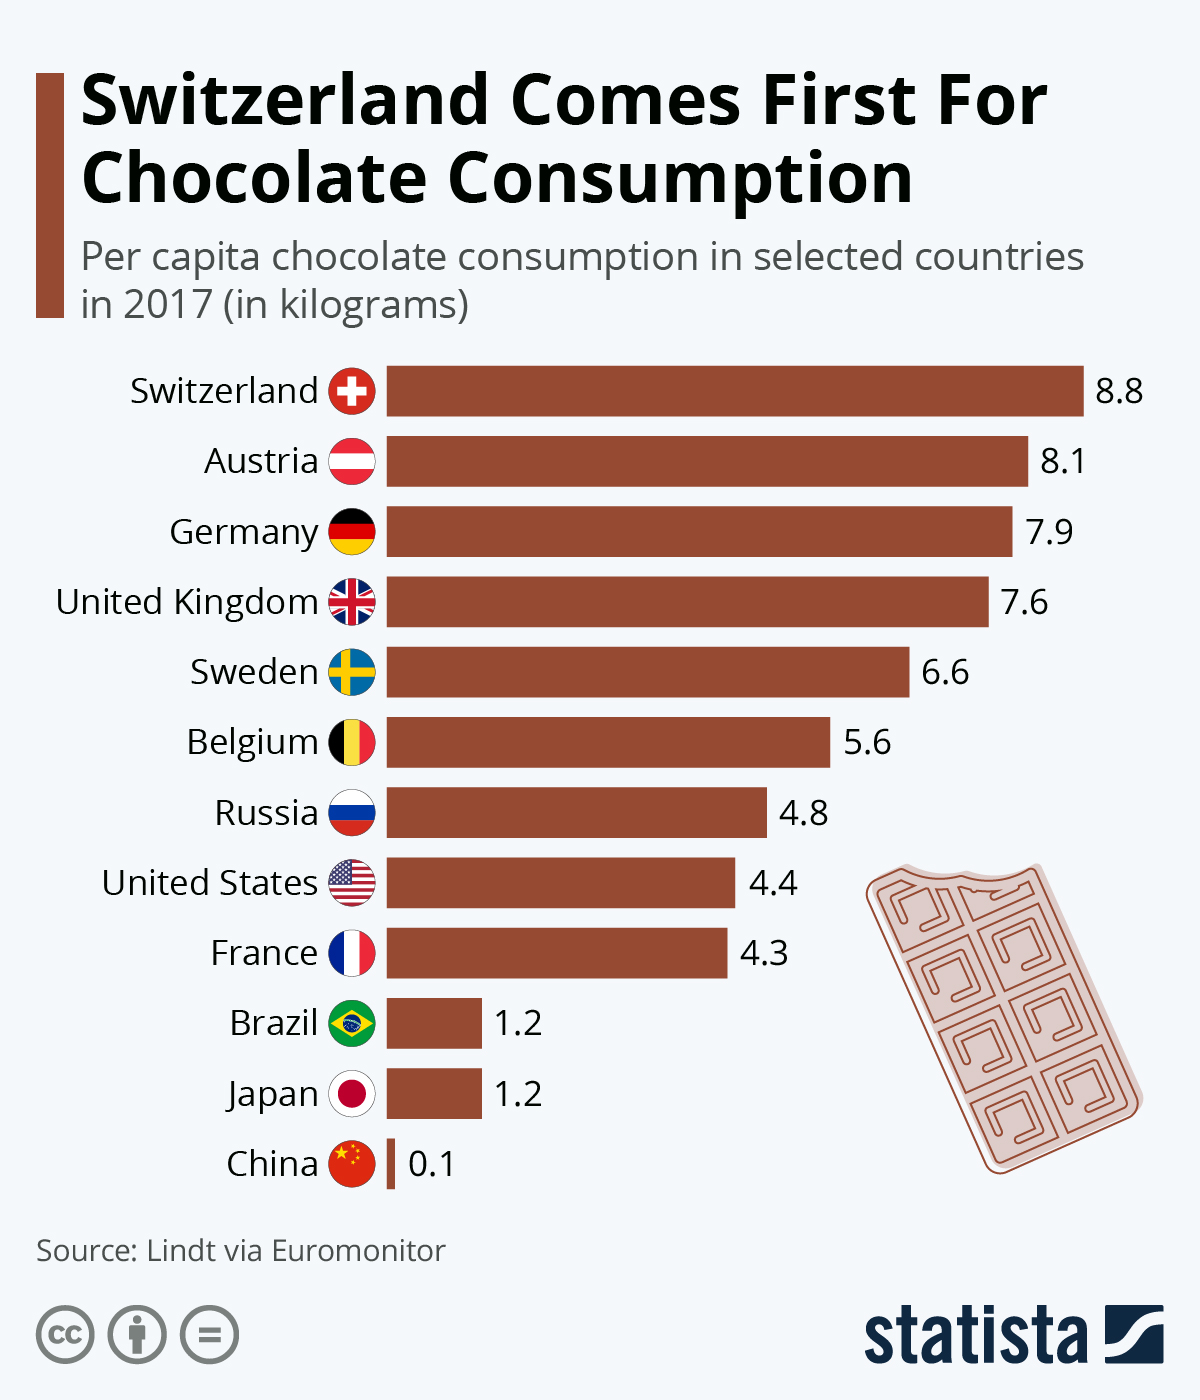 Switzerland Comes First For
Chocolate Consumption
Per capita chocolate consumption in selected countries
in 2017 (in kilograms)
Switzerland 8.8
Austria 8.1
Germany 7.9
United Kingdom 7.6
Sweden 6.6
Belgium 5.6
Russia 4.8
United States 4.4
France 4.3
Brazil 1.2
Japan 1.2
China 0.1
Source: Lindt via Euromonitor
cc
statista